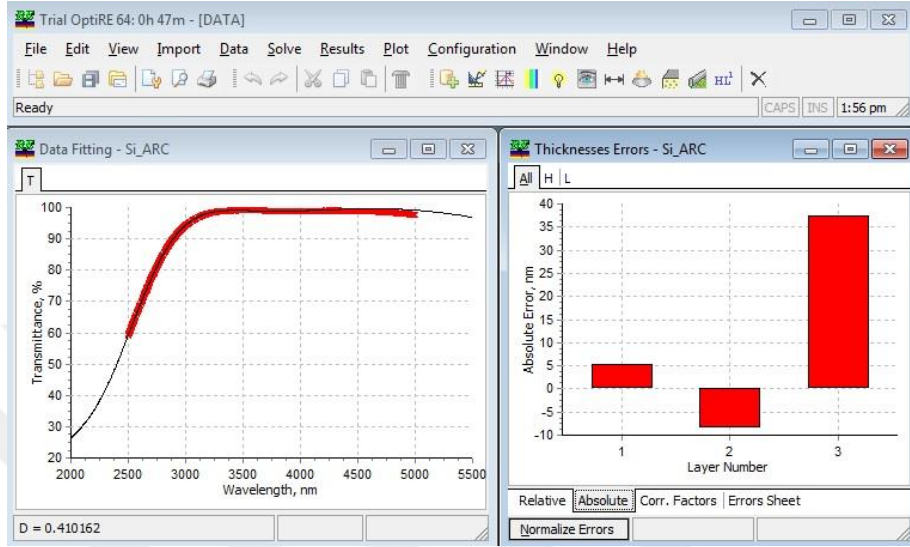 Trial OptiRE 64: 0h 47m - [DATA]
File Edit View Import Data Solve Results Plot Configuration Window Help
HL²
Ready CAPS INS 1:56 pm
Data Fitting - Si_ARC
T
100
90
80
70
60
50
40
30
20
Transmittance, %
2000 2500 3000 3500 4000 4500 5000 5500
Wavelength, nm
D = 0.410162
Thicknesses Errors - Si_ARC
All H L
40
35
30
25
20
15
10
5
0
-5
-10
Absolute Error, nm
1 2 3
Layer Number
Relative Absolute Corr. Factors Errors Sheet
Normalize Errors